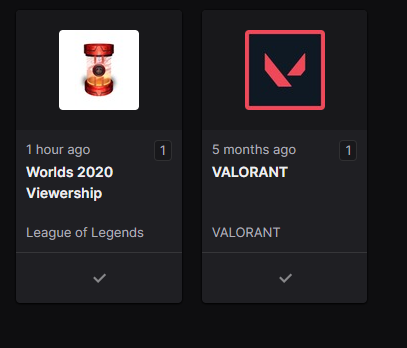 1 hour ago
1
Worlds 2020
Viewership
League of Legends
5 months ago
1
VALORANT
VALORANT